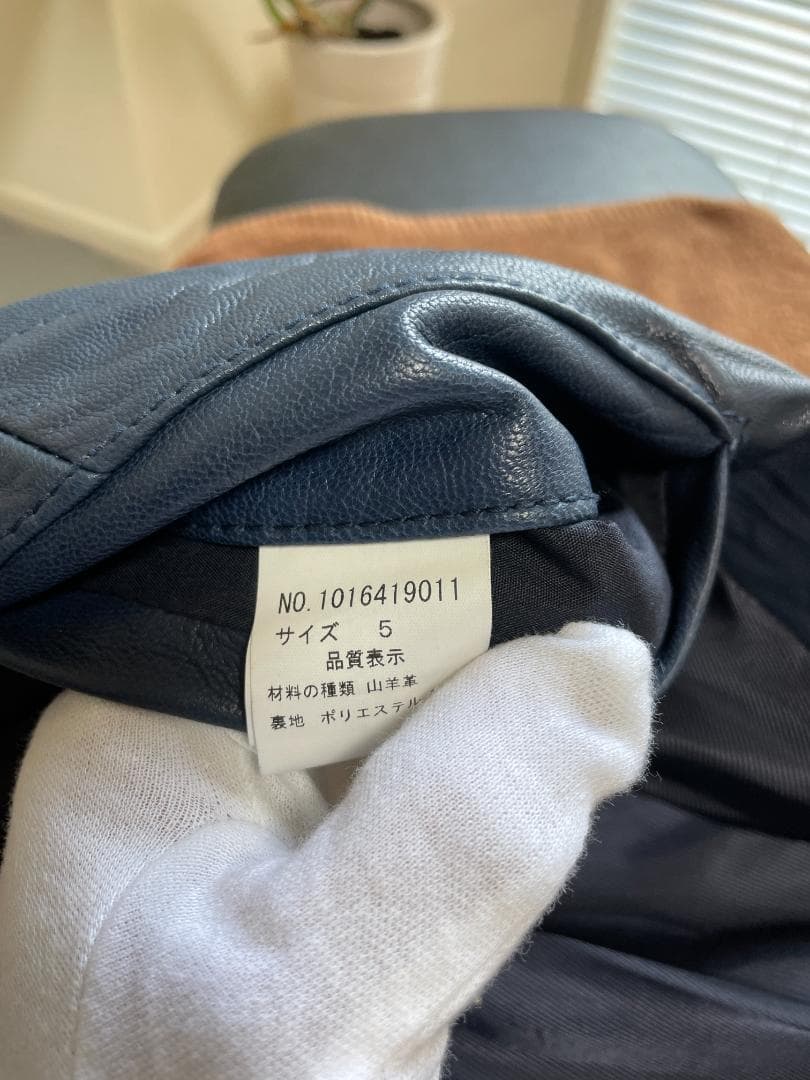 NO.1016419011
サイズ 5
品質表示
材料の種類 山羊革
裏地 ポリエステル